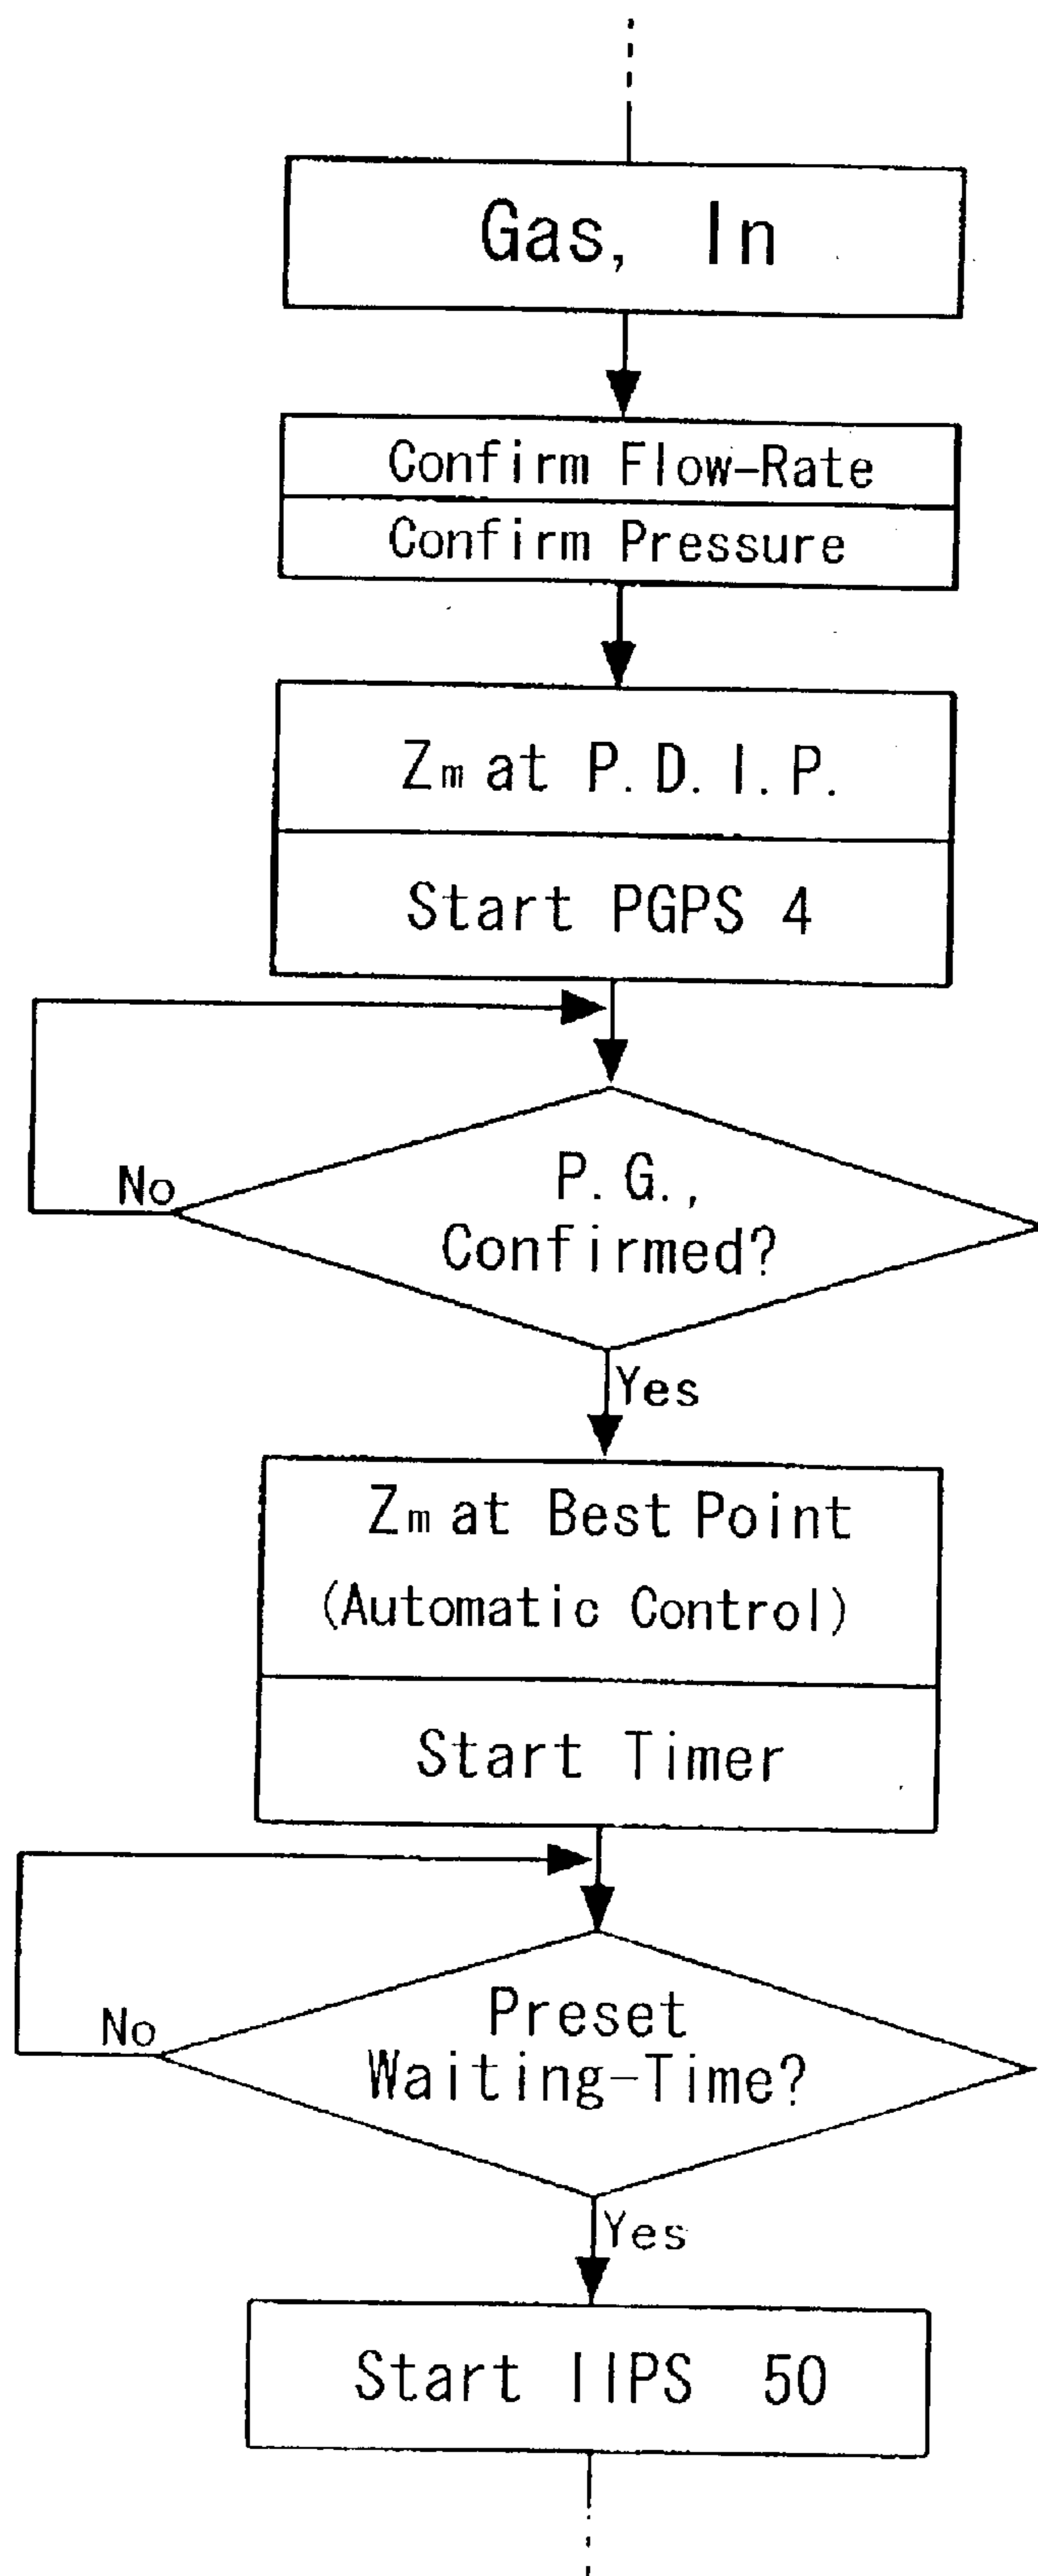 Gas, In
Confirm Flow-Rate
Confirm Pressure
Zm at P.D.I.P.
Start PGPS 4
No
P.G.,
Confirmed?
Yes
Zm at Best Point
(Automatic Control)
Start Timer
No
Preset
Waiting-Time?
Yes
Start IIPS 50